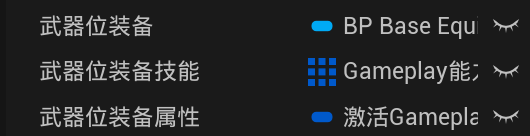 武器位装备 BP Base Equi
武器位装备技能 Gameplay能
武器位装备属性 激活Gamepla